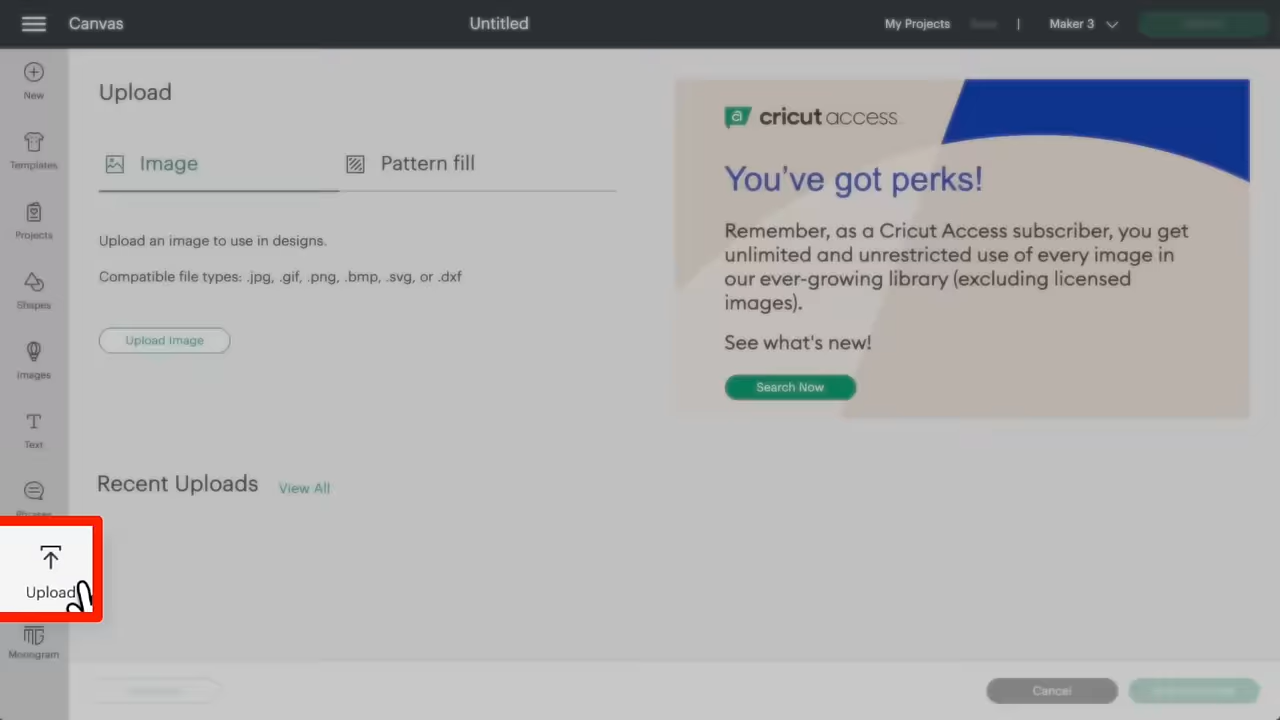 Canvas
Untitled
My Projects
|
Maker 3
New
Templates
Projects
Shapes
Images
Text
Phrases
Upload
Monogram
Upload
Image
Pattern fill
Upload an image to use in designs.
Compatible file types: .jpg, .gif, .png, .bmp, .svg, or .dxf
Upload Image
a cricut access
You've got perks!
Remember, as a Cricut Access subscriber, you get
unlimited and unrestricted use of every image in
our ever-growing library (excluding licensed
images).
See what's new!
Search Now
Recent Uploads
View All
Cancel